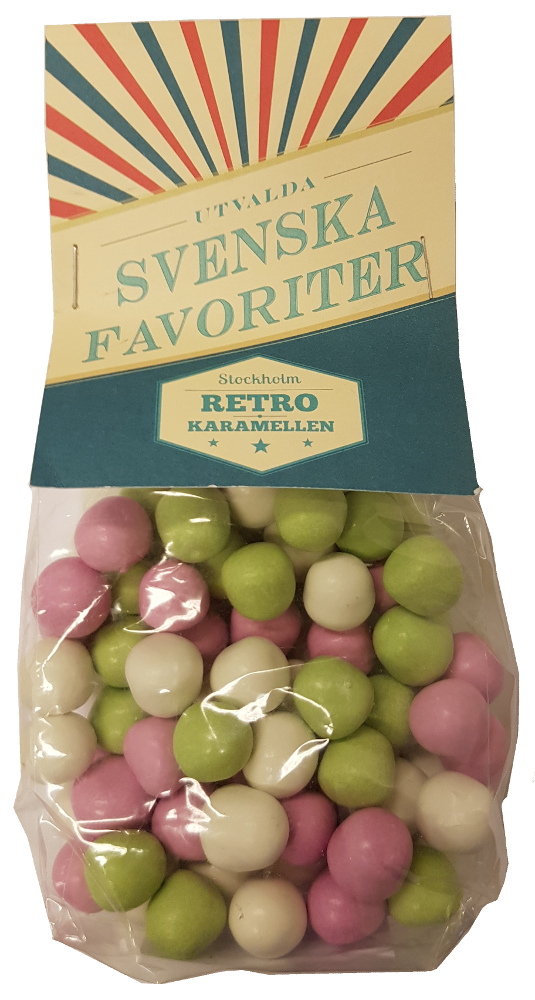 UTVALDA
SVENSKA
FAVORITER
Stockholm
RETRO
KARAMELLEN